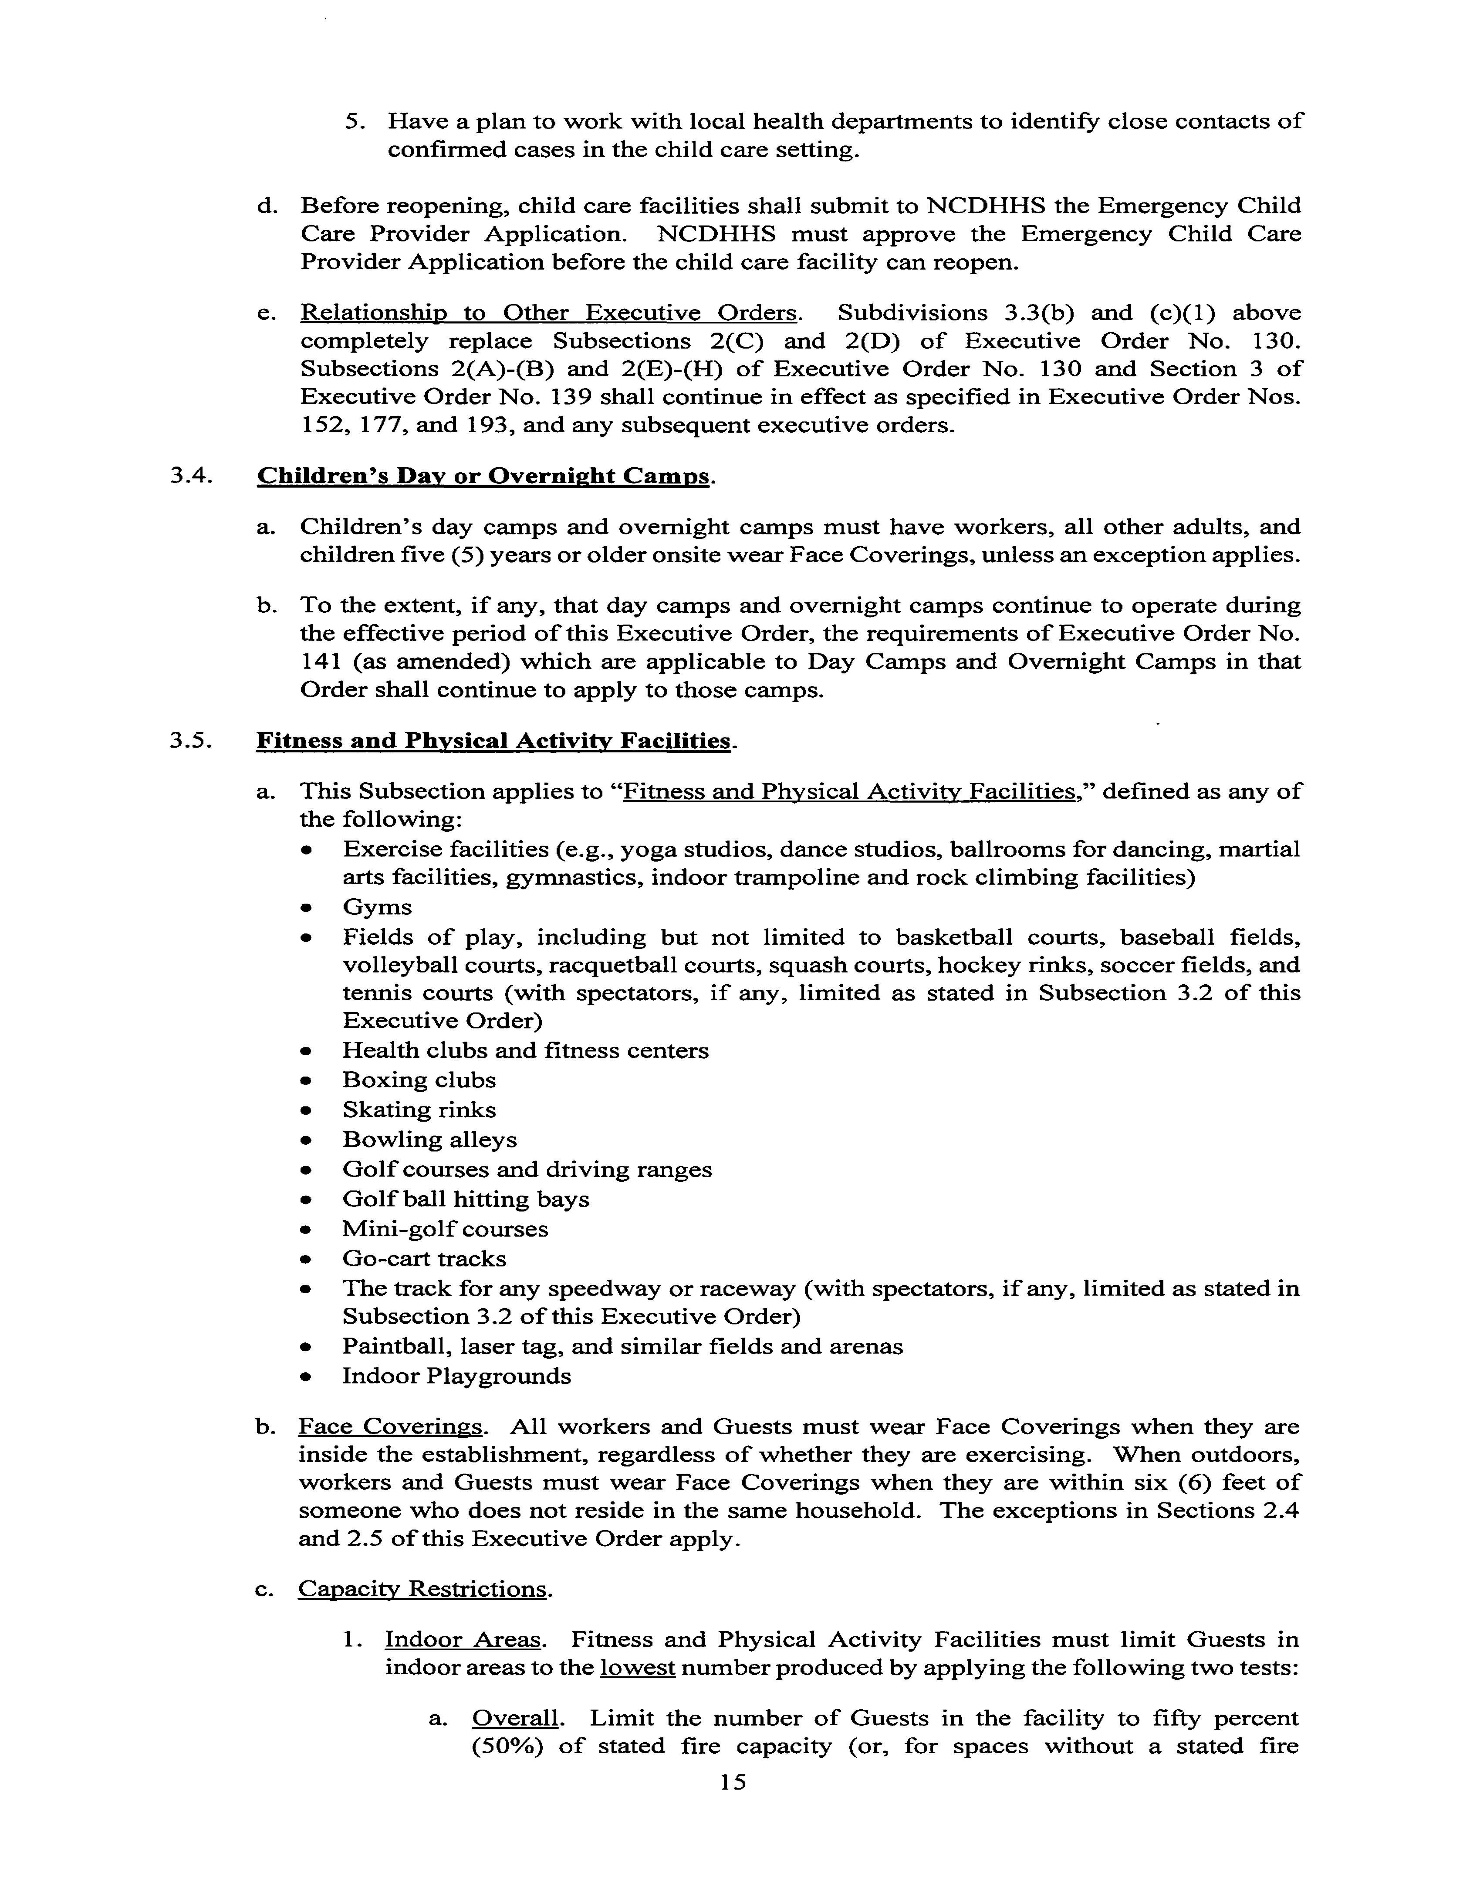 5. Have a plan to work with local health departments to identify close contacts of
confirmed cases in the child care setting.
d. Before reopening, child care facilities shall submit to NCDHHS the Emergency Child
Care Provider Application. NCDHHS must approve the Emergency Child Care
Provider Application before the child care facility can reopen.
e. Relationship to Other Executive Orders. Subdivisions 3.3(b) and (c)(1) above
completely replace Subsections 2(C) and 2(D) of Executive Order No. 130.
Subsections 2(A)-(B) and 2(E)-(H) of Executive Order No. 130 and Section 3 of
Executive Order No. 139 shall continue in effect as specified in Executive Order Nos.
152, 177, and 193, and any subsequent executive orders.
3.4. Children's Day or Overnight Camps.
a. Children's day camps and overnight camps must have workers, all other adults, and
children five (5) years or older onsite wear Face Coverings, unless an exception applies.
b. To the extent, if any, that day camps and overnight camps continue to operate during
the effective period of this Executive Order, the requirements of Executive Order No.
141 (as amended) which are applicable to Day Camps and Overnight Camps in that
Order shall continue to apply to those camps.
3.5. Fitness and Physical Activity Facilities.
a. This Subsection applies to "Fitness and Physical Activity Facilities," defined as any of
the following:
• Exercise facilities (e.g., yoga studios, dance studios, ballrooms for dancing, martial
arts facilities, gymnastics, indoor trampoline and rock climbing facilities)
• Gyms
• Fields of play, including but not limited to basketball courts, baseball fields,
volleyball courts, racquetball courts, squash courts, hockey rinks, soccer fields, and
tennis courts (with spectators, if any, limited as stated in Subsection 3.2 of this
Executive Order)
• Health clubs and fitness centers
• Boxing clubs
• Skating rinks
• Bowling alleys
• Golf courses and driving ranges
• Golf ball hitting bays
• Mini-golf courses
• Go-cart tracks
• The track for any speedway or raceway (with spectators, if any, limited as stated in
Subsection 3.2 of this Executive Order)
• Paintball, laser tag, and similar fields and arenas
• Indoor Playgrounds
b. Face Coverings. All workers and Guests must wear Face Coverings when they are
inside the establishment, regardless of whether they are exercising. When outdoors,
workers and Guests must wear Face Coverings when they are within six (6) feet of
someone who does not reside in the same household. The exceptions in Sections 2.4
and 2.5 of this Executive Order apply.
c. Capacity Restrictions.
1. Indoor Areas. Fitness and Physical Activity Facilities must limit Guests in
indoor areas to the lowest number produced by applying the following two tests:
a. Overall. Limit the number of Guests in the facility to fifty percent
(50%) of stated fire capacity (or, for spaces without a stated fire
15